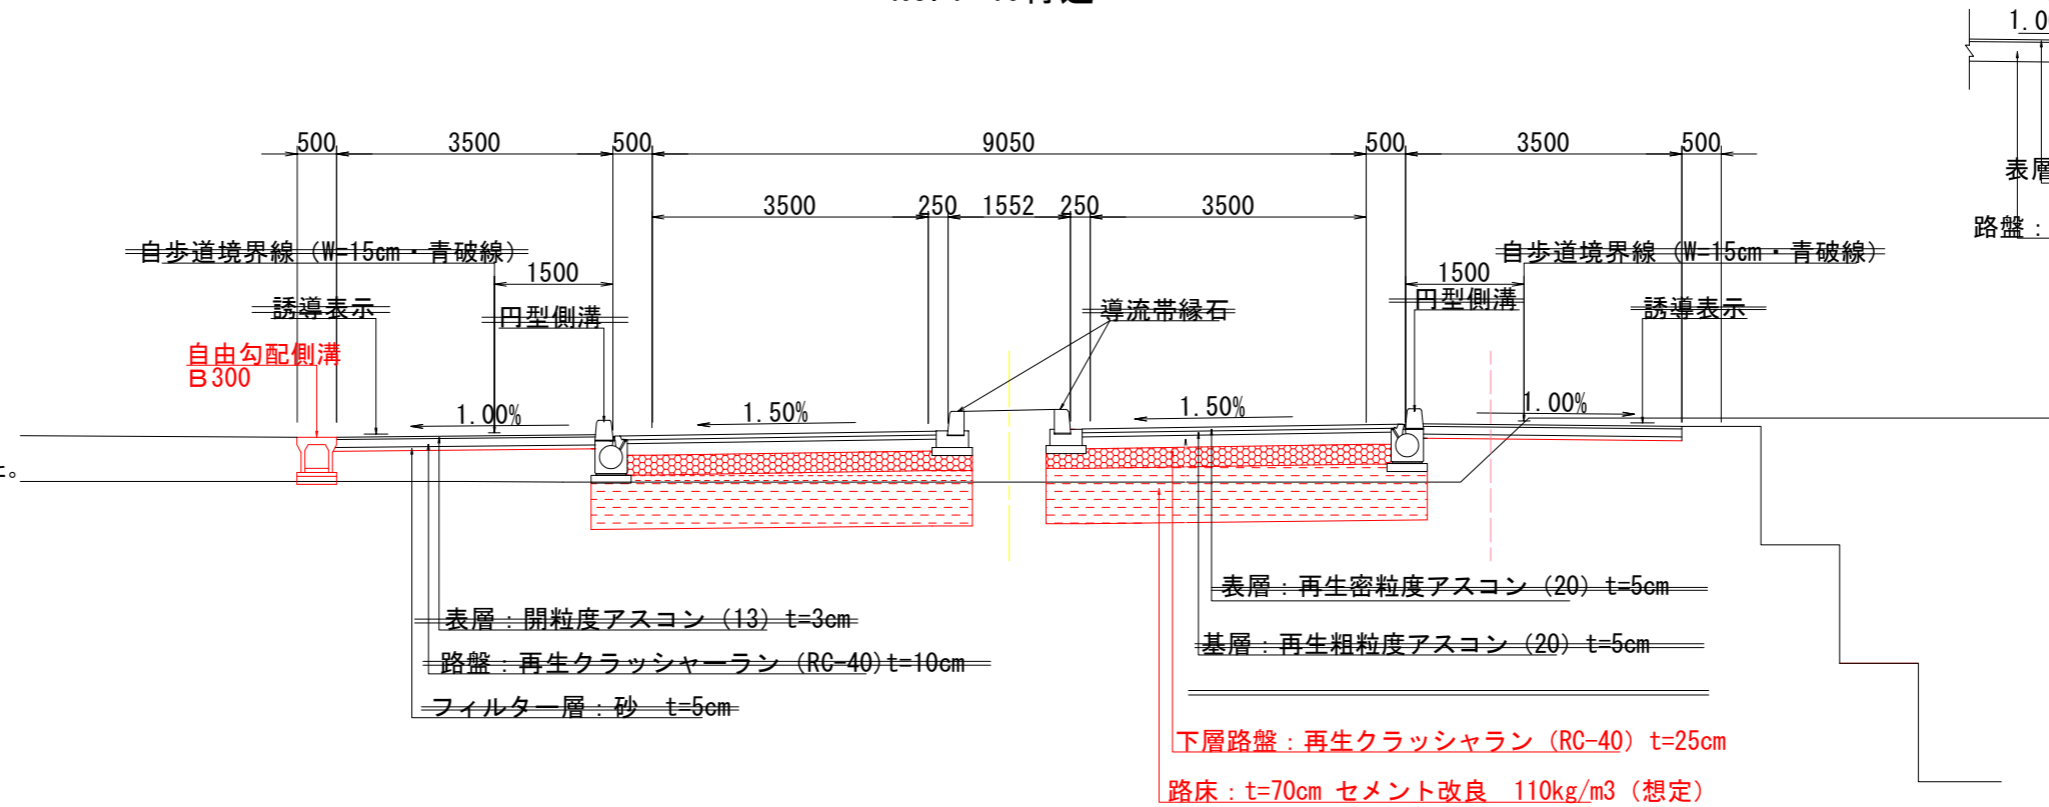 1.0
500 3500 500 9050 500 3500 500
3500 250 1552 250 3500
表層
路盤：
自歩道境界線（W=15cm・青破線）
自歩道境界線（W=15cm・青破線）
1500
1500
誘導表示
円型側溝
導流帯縁石
円型側溝
誘導表示
自由勾配側溝
Ｂ300
1.00%
1.50%
1.50%
1.00%
表層：開粒度アスコン（13）t=3cm
路盤：再生クラッシャーラン（RC-40）t=10cm
フィルター層：砂　t=5cm
表層：再生密粒度アスコン（20）t=5cm
基層：再生粗粒度アスコン（20）t=5cm
下層路盤：再生クラッシャラン（RC-40）t=25cm
路床：t=70cm セメント改良　110kg/m3（想定）